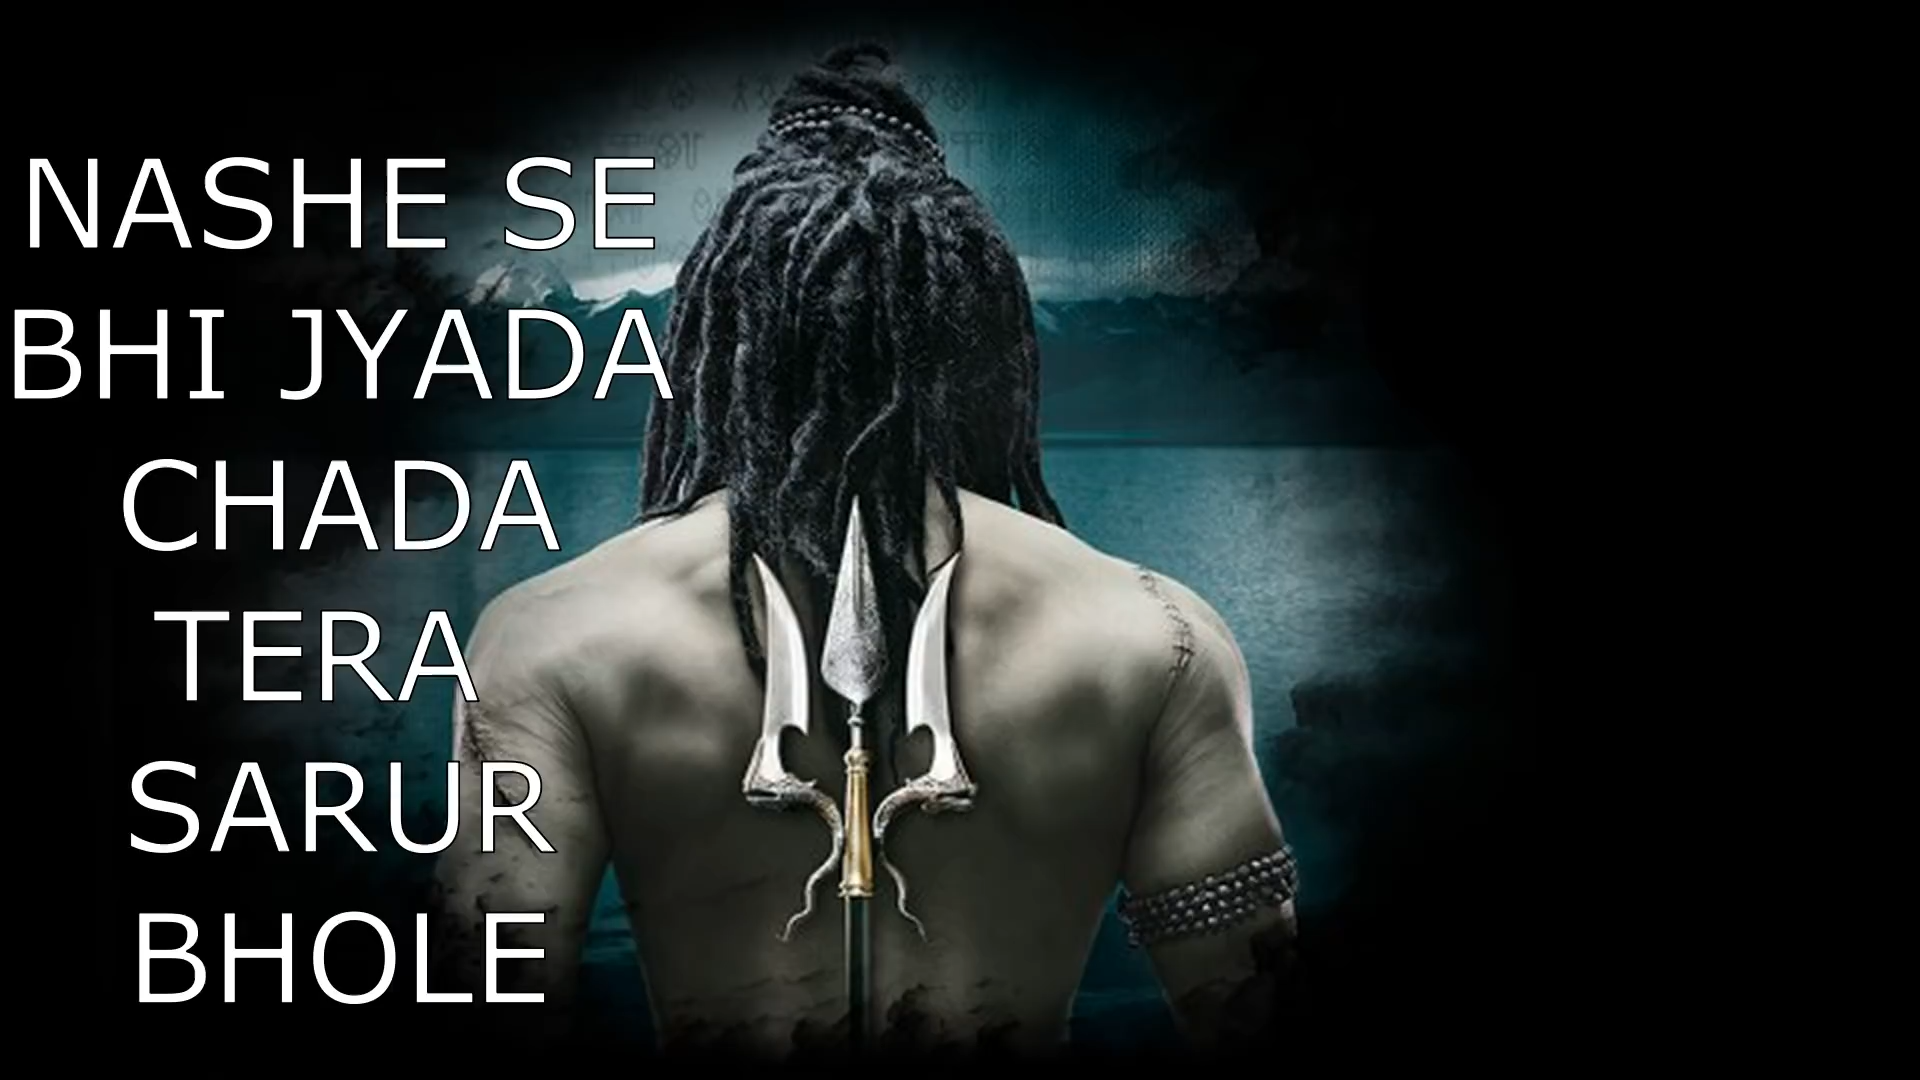 NASHE SE
BHI JYADA
CHADA
TERA
SARUR
BHOLE